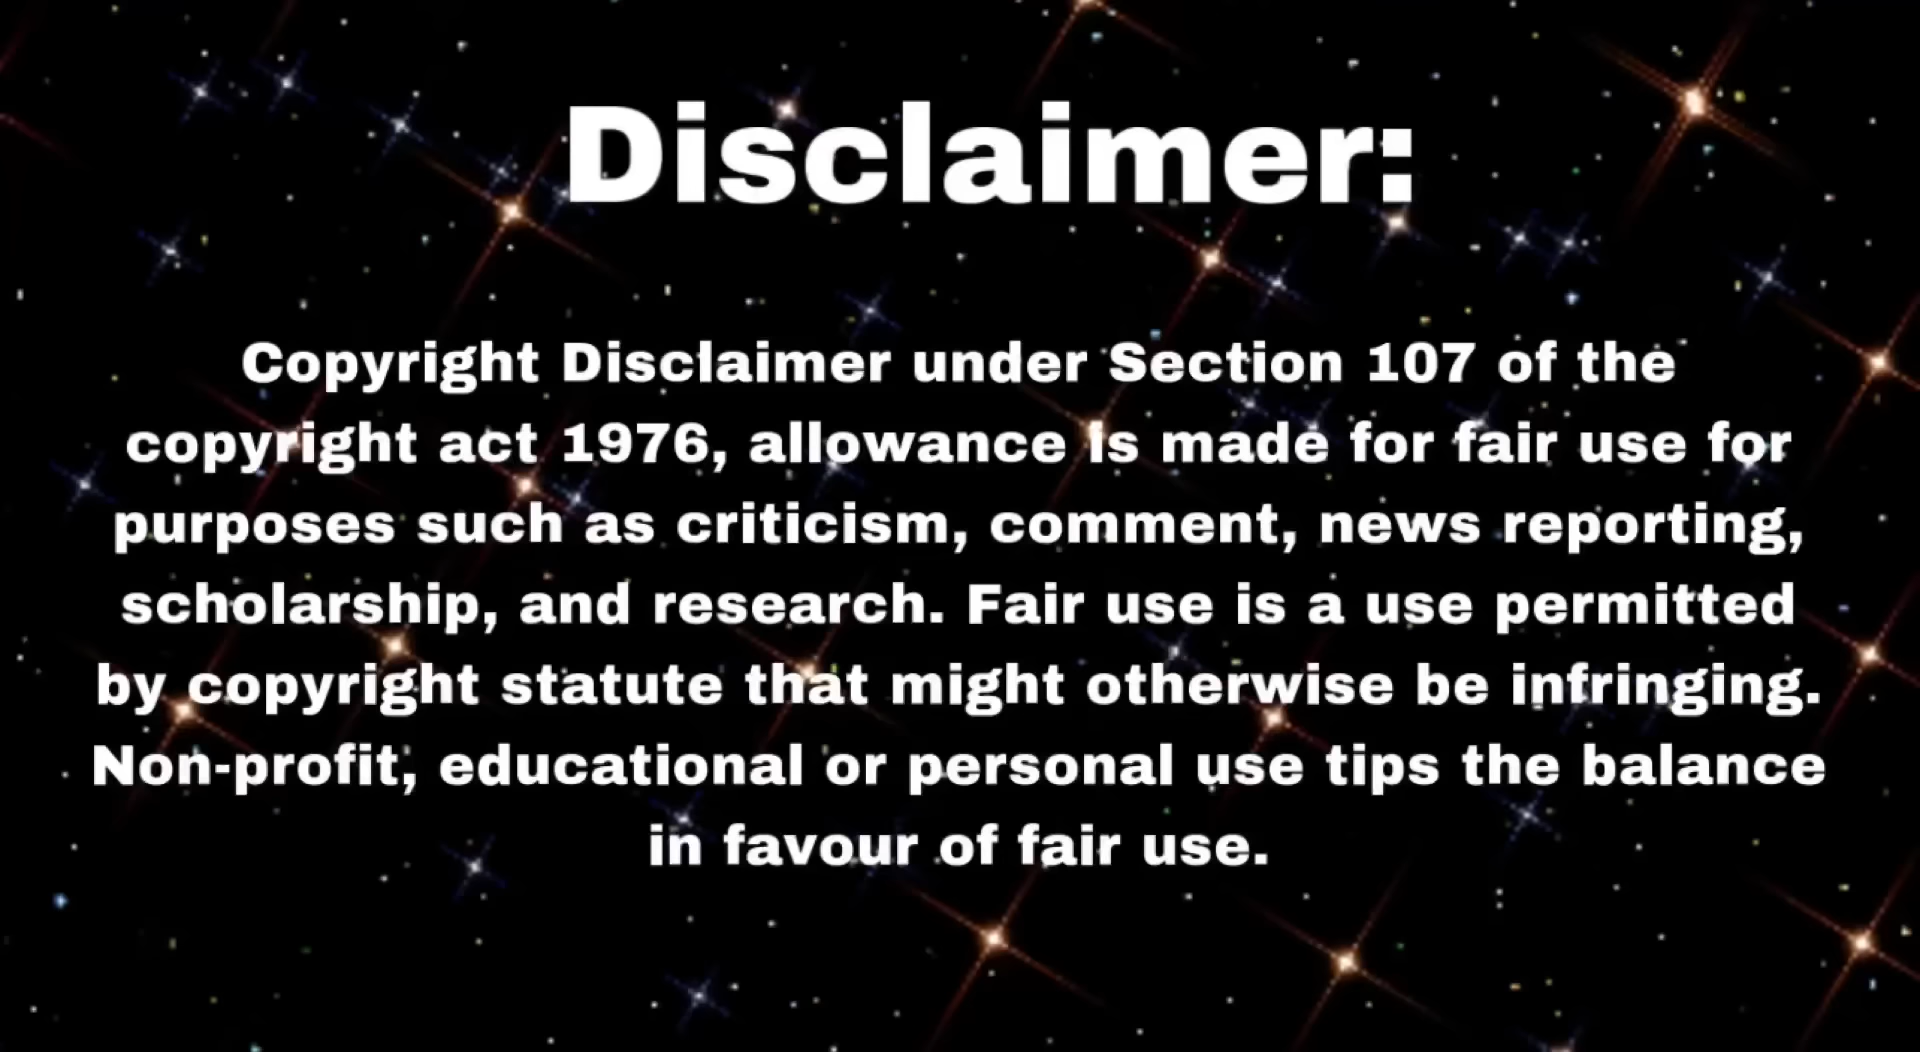 Disclaimer:
Copyright Disclaimer under Section 107 of the
copyright act 1976, allowance is made for fair use for
purposes such as criticism, comment, news reporting,
scholarship, and research. Fair use is a use permitted
by copyright statute that might otherwise be infringing.
Non-profit, educational or personal use tips the balance
in favour of fair use.